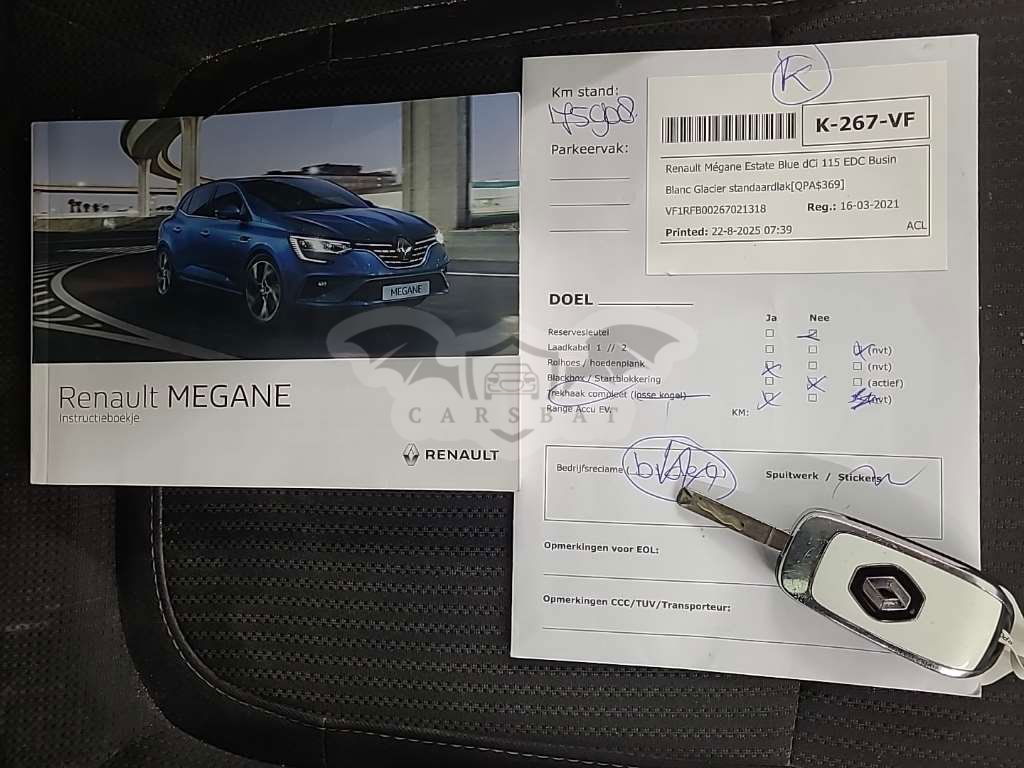 MEGANE
Renault MEGANE
Instructieboekje
RENAULT
CARSBAT
K
Km stand:
175908
Parkeervak:
K-267-VF
Renault Mégane Estate Blue dCi 115 EDC Busin
Blanc Glacier standaardlak[QPA$369]
VF1RFB00267021318 Reg.: 16-03-2021
Printed: 22-8-2025 07:39
ACL
DOEL
Ja Nee
Reservesleutel
Laadkabel 1 // 2 (nvt)
Rolhoes / hoedenplank (nvt)
Blackbox / Startblokkering (actief)
Trekhaak compleet (losse kogel) (nvt)
Range Accu EV, KM:
Bedrijfsreclame Spuitwerk / Stickers
Opmerkingen voor EOL:
Opmerkingen CCC/TUV/Transporteur: